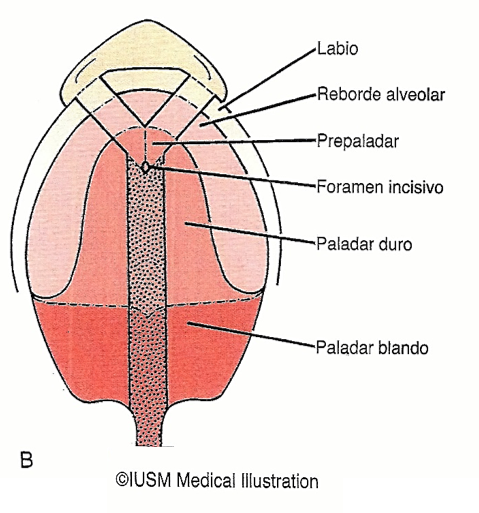 Labio
Reborde alveolar
Prepaladar
Foramen incisivo
Paladar duro
Paladar blando
B
©IUSM Medical Illustration